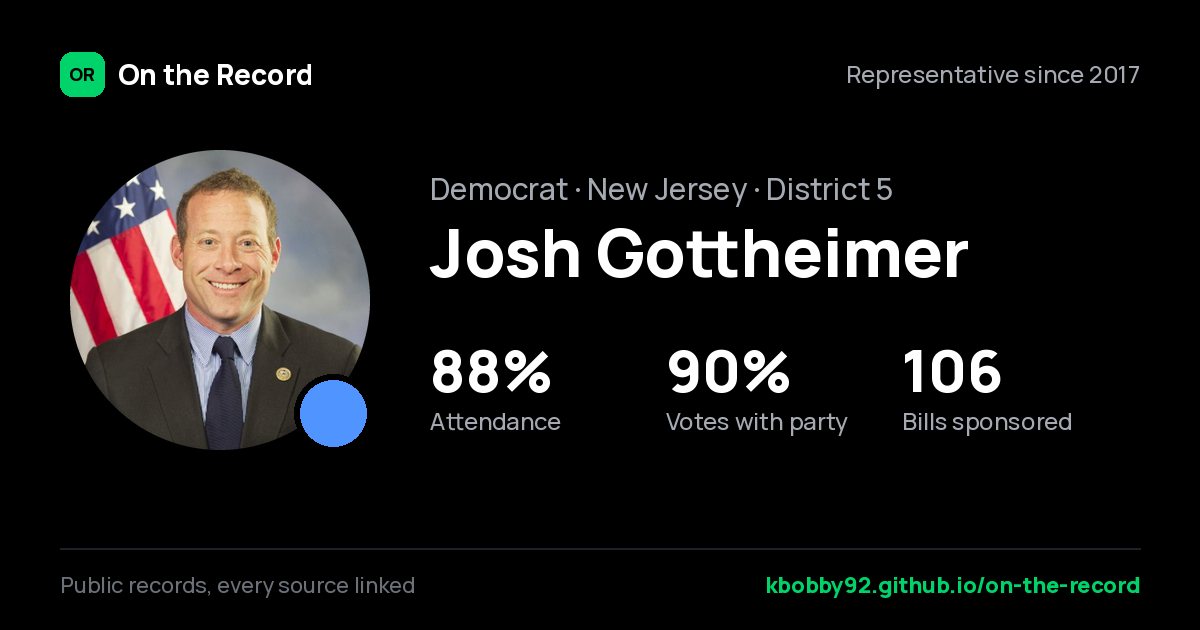 OR On the Record
Representative since 2017
Democrat · New Jersey · District 5
Josh Gottheimer
88% 90% 106
Attendance Votes with party Bills sponsored
Public records, every source linked
kbobby92.github.io/on-the-record